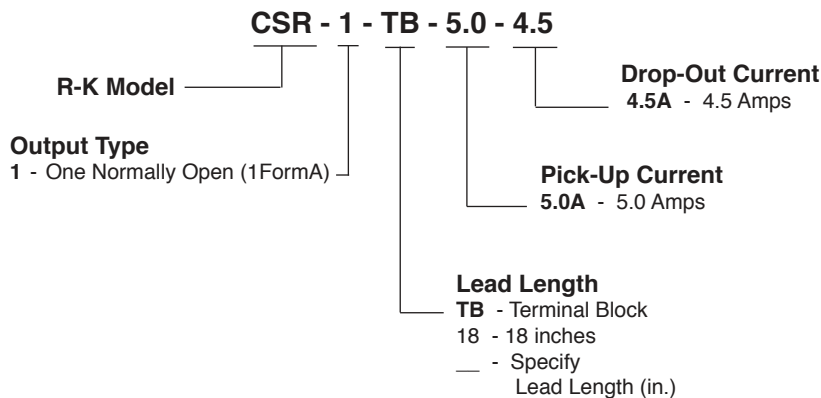 CSR - 1 - TB - 5.0 - 4.5
R-K Model
Drop-Out Current
4.5A - 4.5 Amps
Output Type
1 - One Normally Open (1FormA)
Pick-Up Current
5.0A - 5.0 Amps
Lead Length
TB - Terminal Block
18 - 18 inches
__ - Specify
Lead Length (in.)